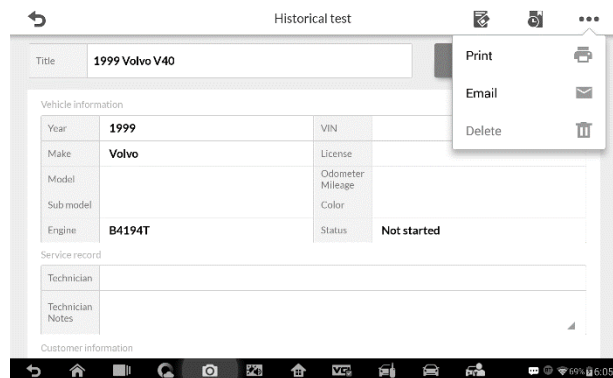 Historical test
Title 1999 Volvo V40
Print
Email
Delete
Vehicle information
Year 1999 VIN
Make Volvo License
Model Odometer Mileage
Sub model Color
Engine B4194T Status Not started
Service record
Technician
Technician Notes
Customer information
VCI 69% 6:05